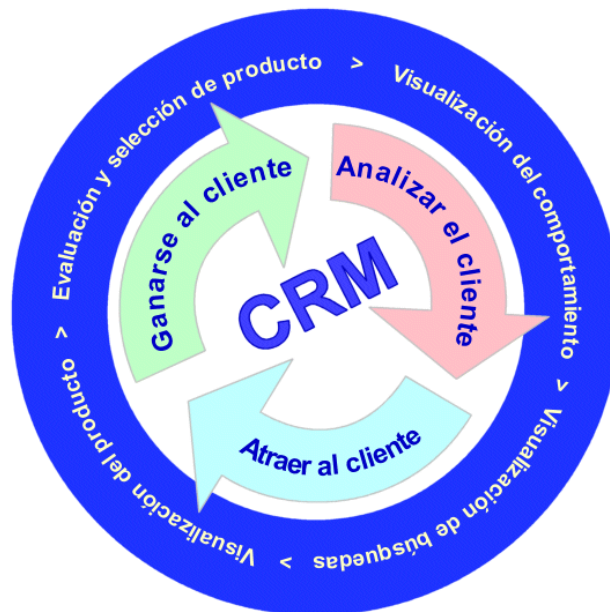 Evaluación y selección de producto > Visualización del comportamiento > Visualización de búsquedas > Visualización del producto >
Ganarse al cliente
Analizar el cliente
CRM
Atraer al cliente